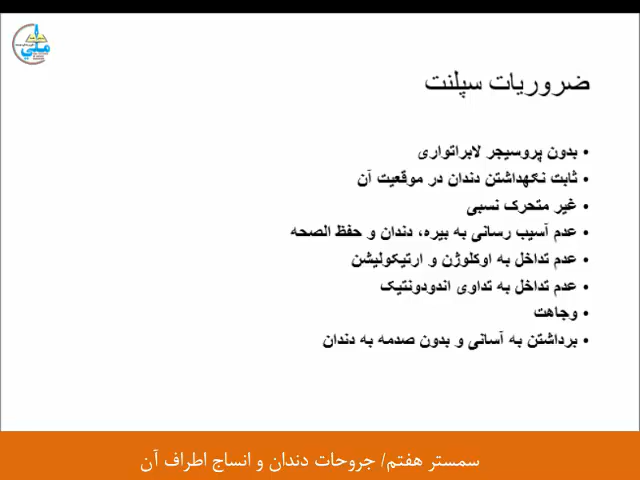 ملي
ضروریات سپلنت
• بدون پروسیجر لابراتواری
• ثابت نگهداشتن دندان در موقعیت آن
• غیر متحرک نسبی
• عدم آسیب رسانی به بیره، دندان و حفظ الصحه
• عدم تداخل به اوکلوژن و ارتیکولیشن
• عدم تداخل به تداوی اندودونتیک
• وجاهت
• برداشتن به آسانی و بدون صدمه به دندان
سمستر هفتم/ جروحات دندان و انساج اطراف آن